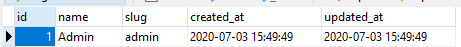 id name slug created_at updated_at
1 Admin admin 2020-07-03 15:49:49 2020-07-03 15:49:49